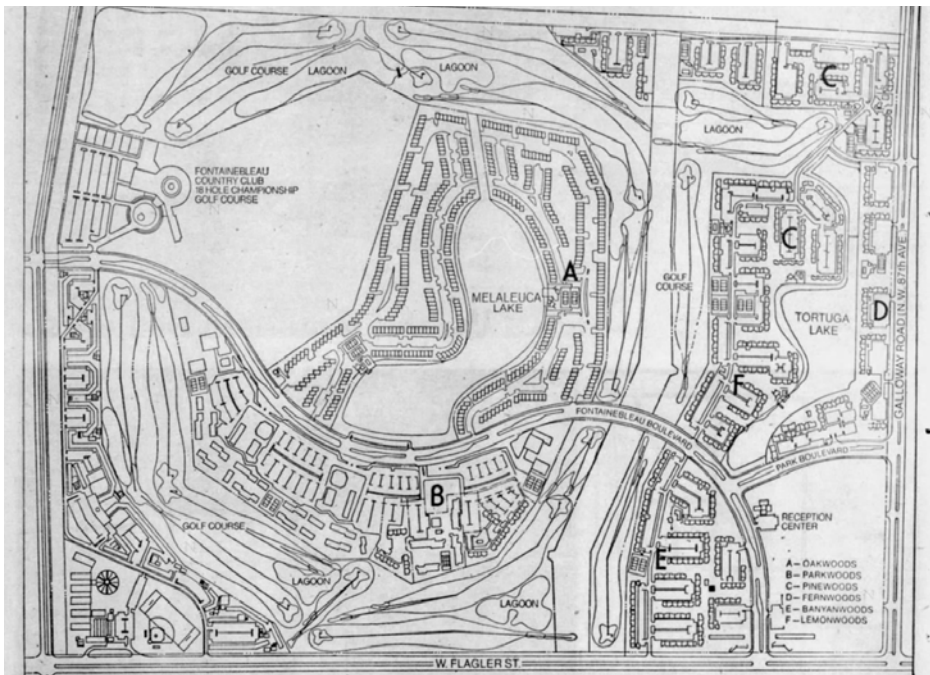 GOLF COURSE
LAGOON
LAGOON
C
LAGOON
FONTAINEBLEAU
COUNTRY CLUB
18 HOLE CHAMPIONSHIP
GOLF COURSE
A
MELALEUCA
LAKE
GOLF
COURSE
C
TORTUGA
LAKE
D
GALLOWAY ROAD N.W. 87th AVE.
F
FONTAINEBLEAU BOULEVARD
PARK BOULEVARD
B
GOLF COURSE
LAGOON
LAGOON
E
RECEPTION
CENTER
A-OAKWOODS
B-PARKWOODS
C-PINEWOODS
D-FERNWOODS
E-BANYANWOODS
F-LEMONWOODS
W. FLAGLER ST.